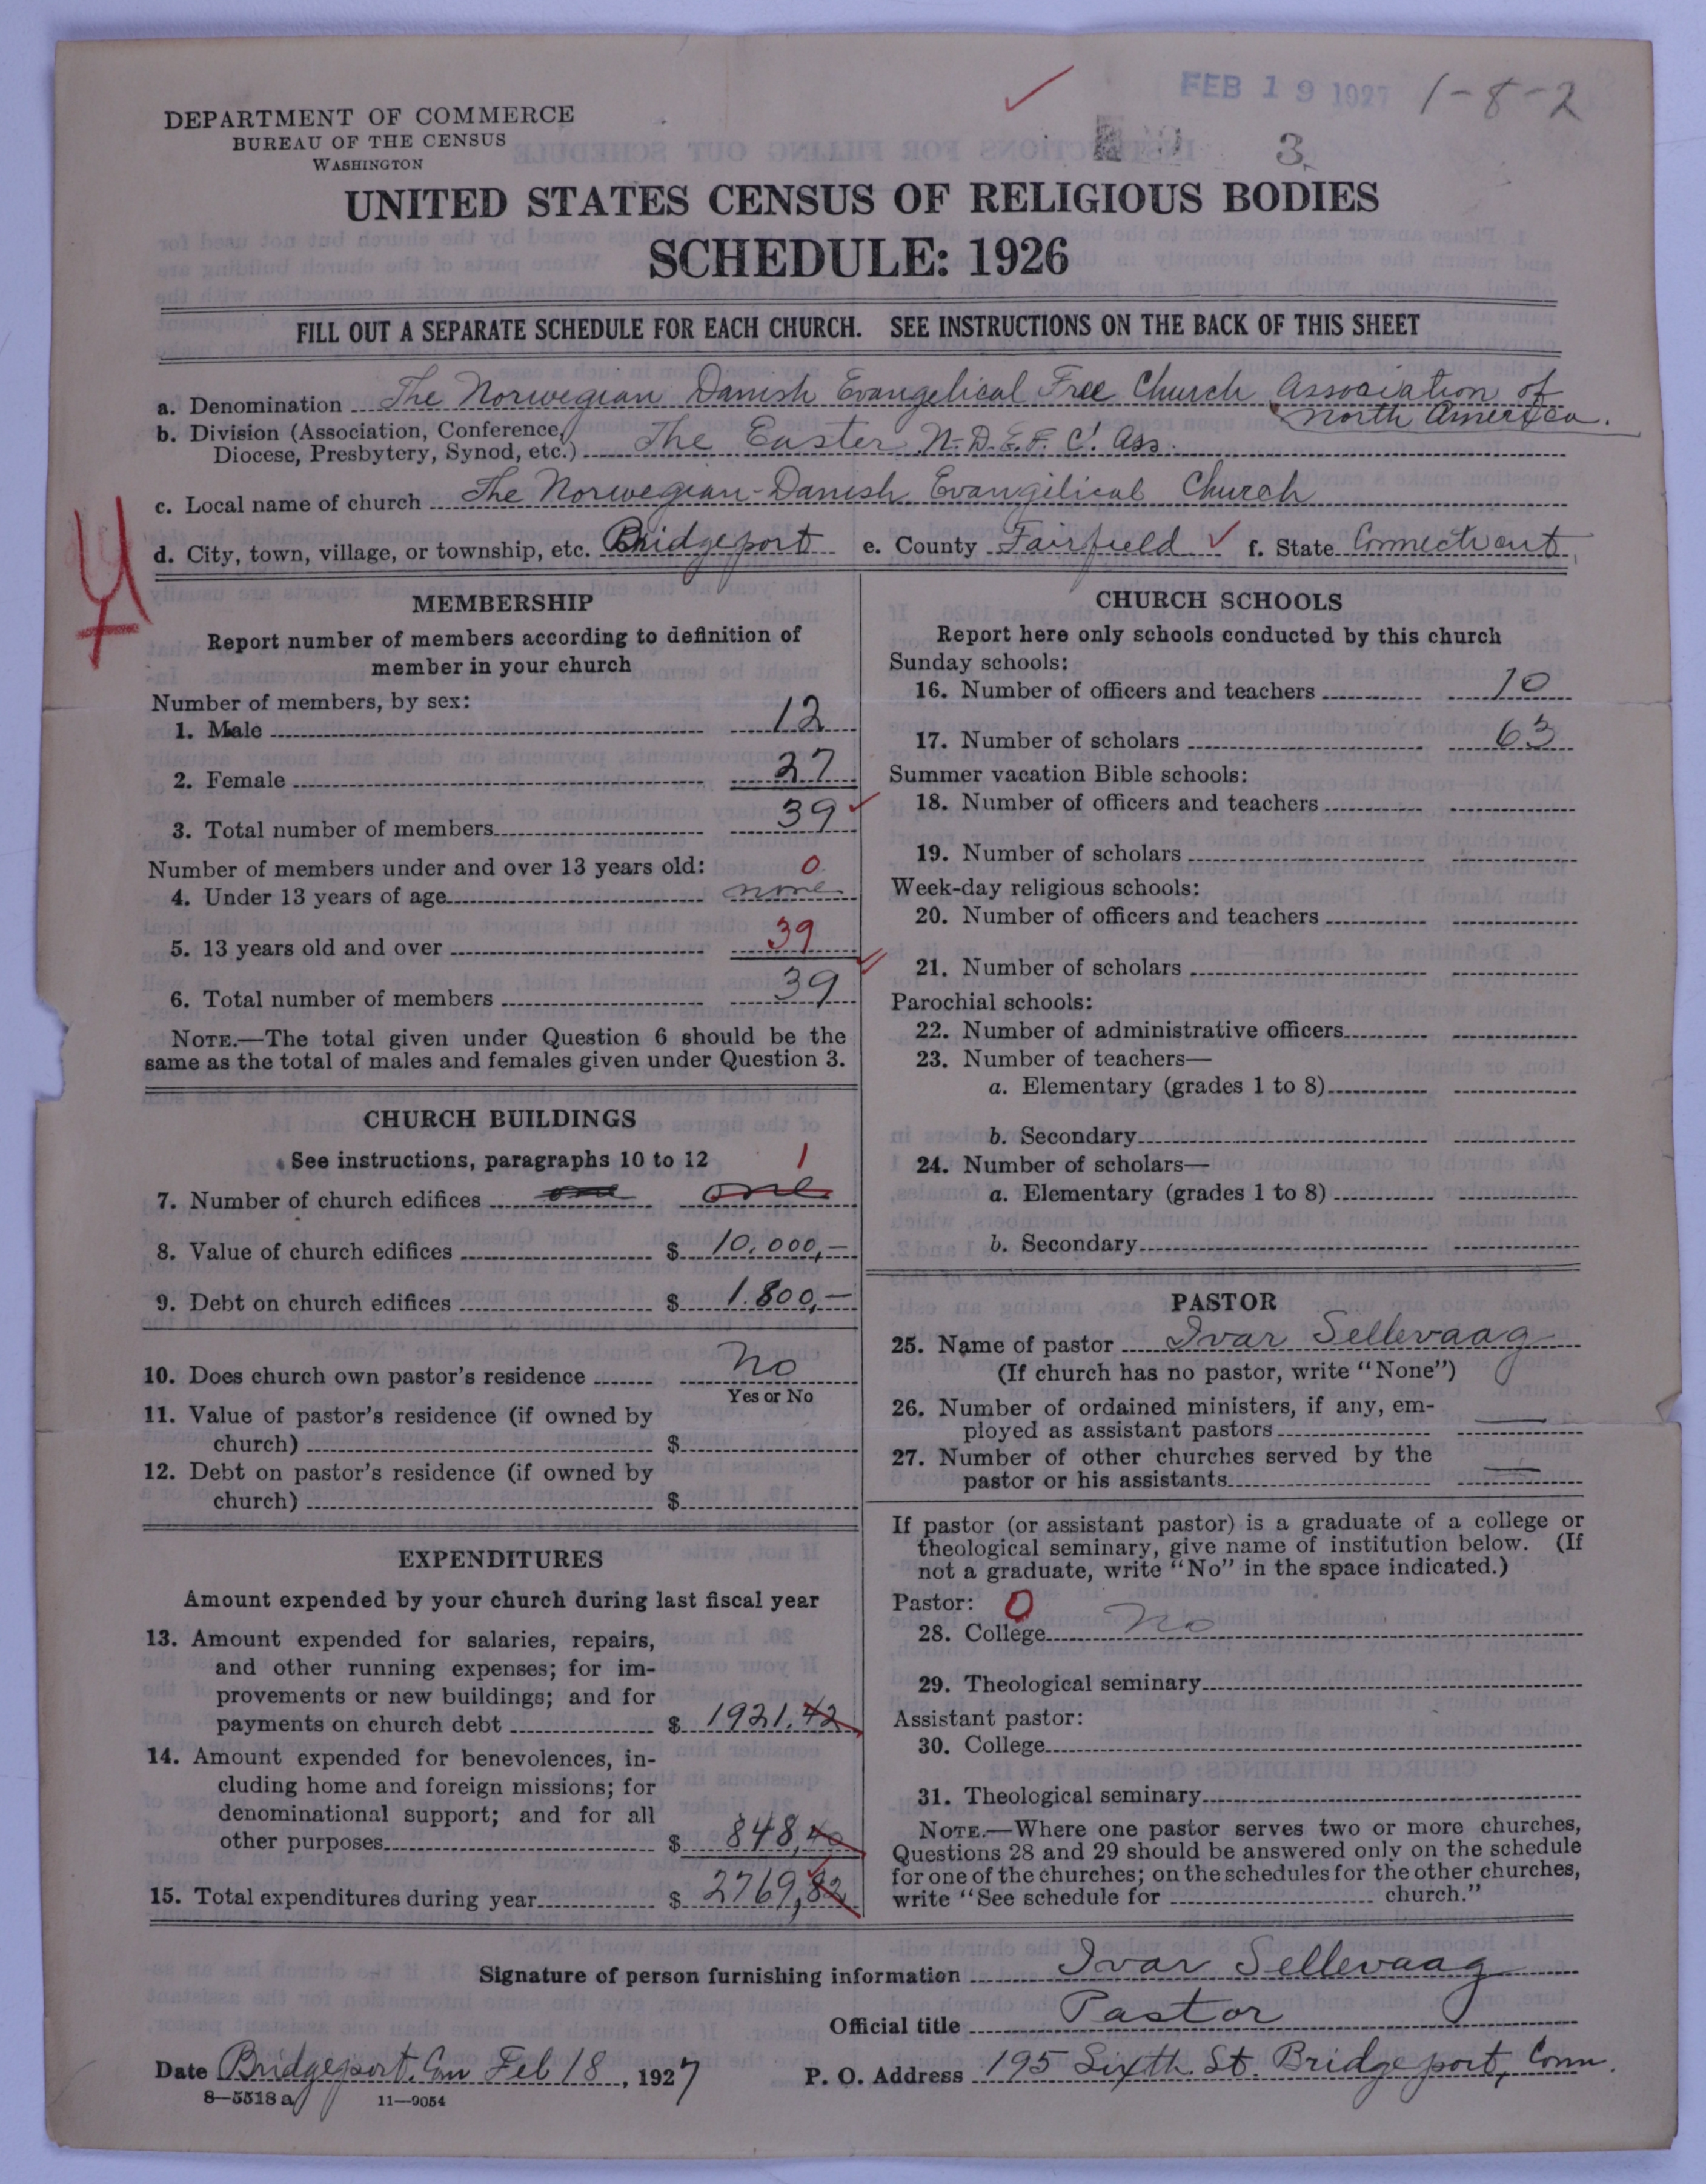 FEB 19 1927
1-8-2
DEPARTMENT OF COMMERCE
BUREAU OF THE CENSUS
WASHINGTON
3
UNITED STATES CENSUS OF RELIGIOUS BODIES
SCHEDULE: 1926
FILL OUT A SEPARATE SCHEDULE FOR EACH CHURCH. SEE INSTRUCTIONS ON THE BACK OF THIS SHEET
a. Denomination The Norwegian Danish Evangelical Free Church Association of
North America.
b. Division (Association, Conference,
Diocese, Presbytery, Synod, etc.) The Easter N-D.E.F. C. Ass.
c. Local name of church The Norwegian-Danish Evangilical Church
d. City, town, village, or township, etc. Bridgeport e. County Fairfield f. State Connecticut
MEMBERSHIP
Report number of members according to definition of
member in your church
Number of members, by sex:
1. Male 12
2. Female 27
3. Total number of members 39
Number of members under and over 13 years old: 0
4. Under 13 years of age none
5. 13 years old and over 39
6. Total number of members 39
NOTE.—The total given under Question 6 should be the
same as the total of males and females given under Question 3.
CHURCH BUILDINGS
See instructions, paragraphs 10 to 12 1
7. Number of church edifices one one
8. Value of church edifices $ 10.000,—
9. Debt on church edifices $ 1.800,—
10. Does church own pastor's residence No
Yes or No
11. Value of pastor's residence (if owned by
church) $
12. Debt on pastor's residence (if owned by
church) $
EXPENDITURES
Amount expended by your church during last fiscal year
13. Amount expended for salaries, repairs,
and other running expenses; for im-
provements or new buildings; and for
payments on church debt $ 1921.42
14. Amount expended for benevolences, in-
cluding home and foreign missions; for
denominational support; and for all
other purposes $ 848,40
15. Total expenditures during year $ 2769,82
CHURCH SCHOOLS
Report here only schools conducted by this church
Sunday schools:
16. Number of officers and teachers 10
17. Number of scholars 63
Summer vacation Bible schools:
18. Number of officers and teachers
19. Number of scholars
Week-day religious schools:
20. Number of officers and teachers
21. Number of scholars
Parochial schools:
22. Number of administrative officers
23. Number of teachers—
a. Elementary (grades 1 to 8)
b. Secondary
24. Number of scholars—
a. Elementary (grades 1 to 8)
b. Secondary
PASTOR
25. Name of pastor Ivar Sellevaag
(If church has no pastor, write "None")
26. Number of ordained ministers, if any, em-
ployed as assistant pastors —
27. Number of other churches served by the
pastor or his assistants —
If pastor (or assistant pastor) is a graduate of a college or
theological seminary, give name of institution below. (If
not a graduate, write "No" in the space indicated.)
Pastor: 0
28. College No
29. Theological seminary
Assistant pastor:
30. College
31. Theological seminary
NOTE.—Where one pastor serves two or more churches,
Questions 28 and 29 should be answered only on the schedule
for one of the churches; on the schedules for the other churches,
write "See schedule for church."
Signature of person furnishing information Ivar Sellevaag
Official title Pastor
Date Bridgeport. Conn Feb 18, 1927 P. O. Address 195 Sixth St. Bridgeport, Conn.
8—5518 a 11—9054